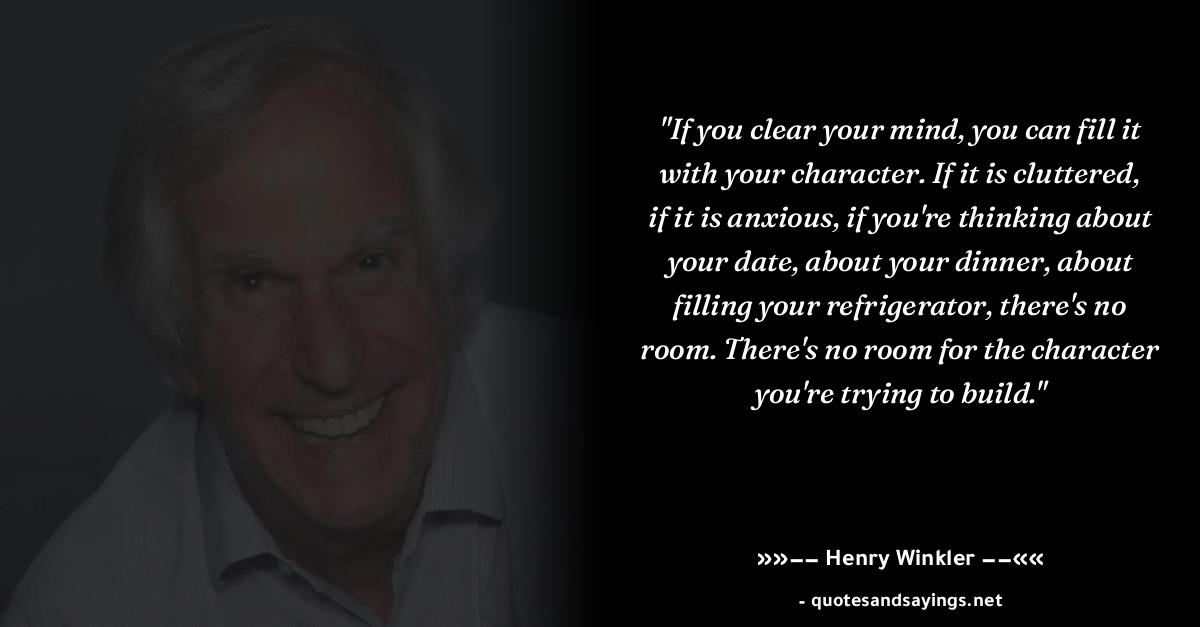 "If you clear your mind, you can fill it
with your character. If it is cluttered,
if it is anxious, if you're thinking about
your date, about your dinner, about
filling your refrigerator, there's no
room. There's no room for the character
you're trying to build."
»»−− Henry Winkler −−««
- quotesandsayings.net